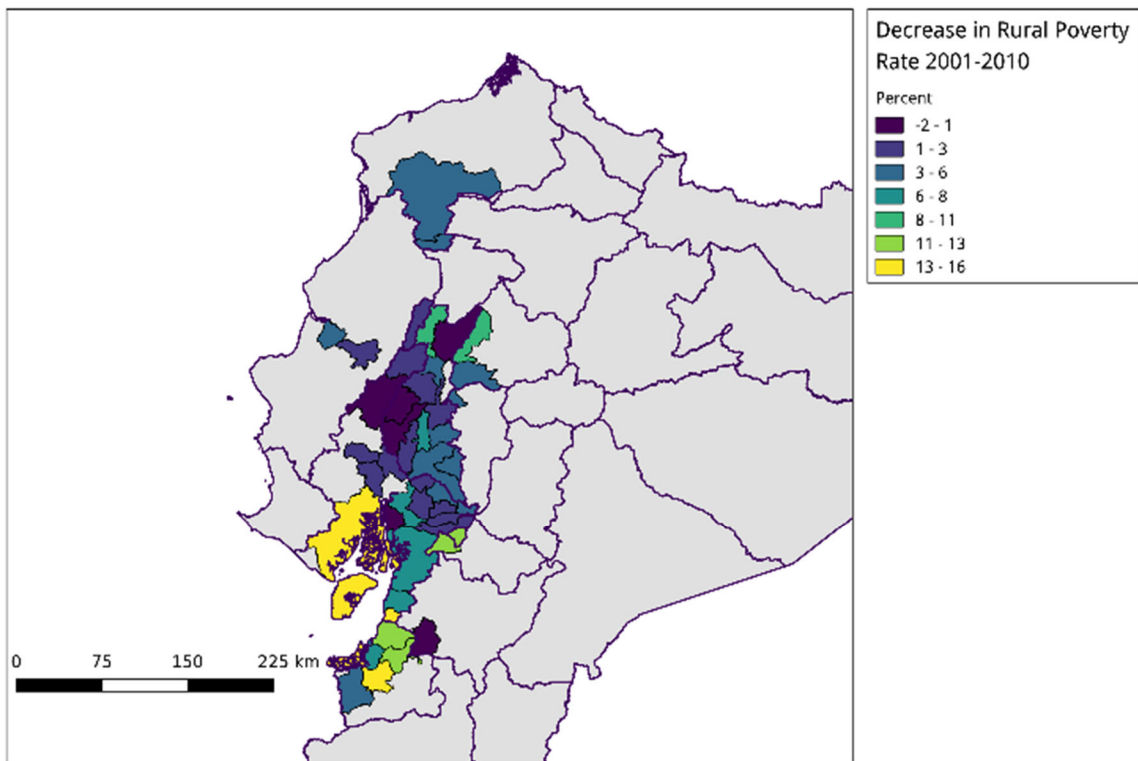 Decrease in Rural Poverty
Rate 2001-2010
Percent
-2 - 1
1 - 3
3 - 6
6 - 8
8 - 11
11 - 13
13 - 16
0 75 150 225 km